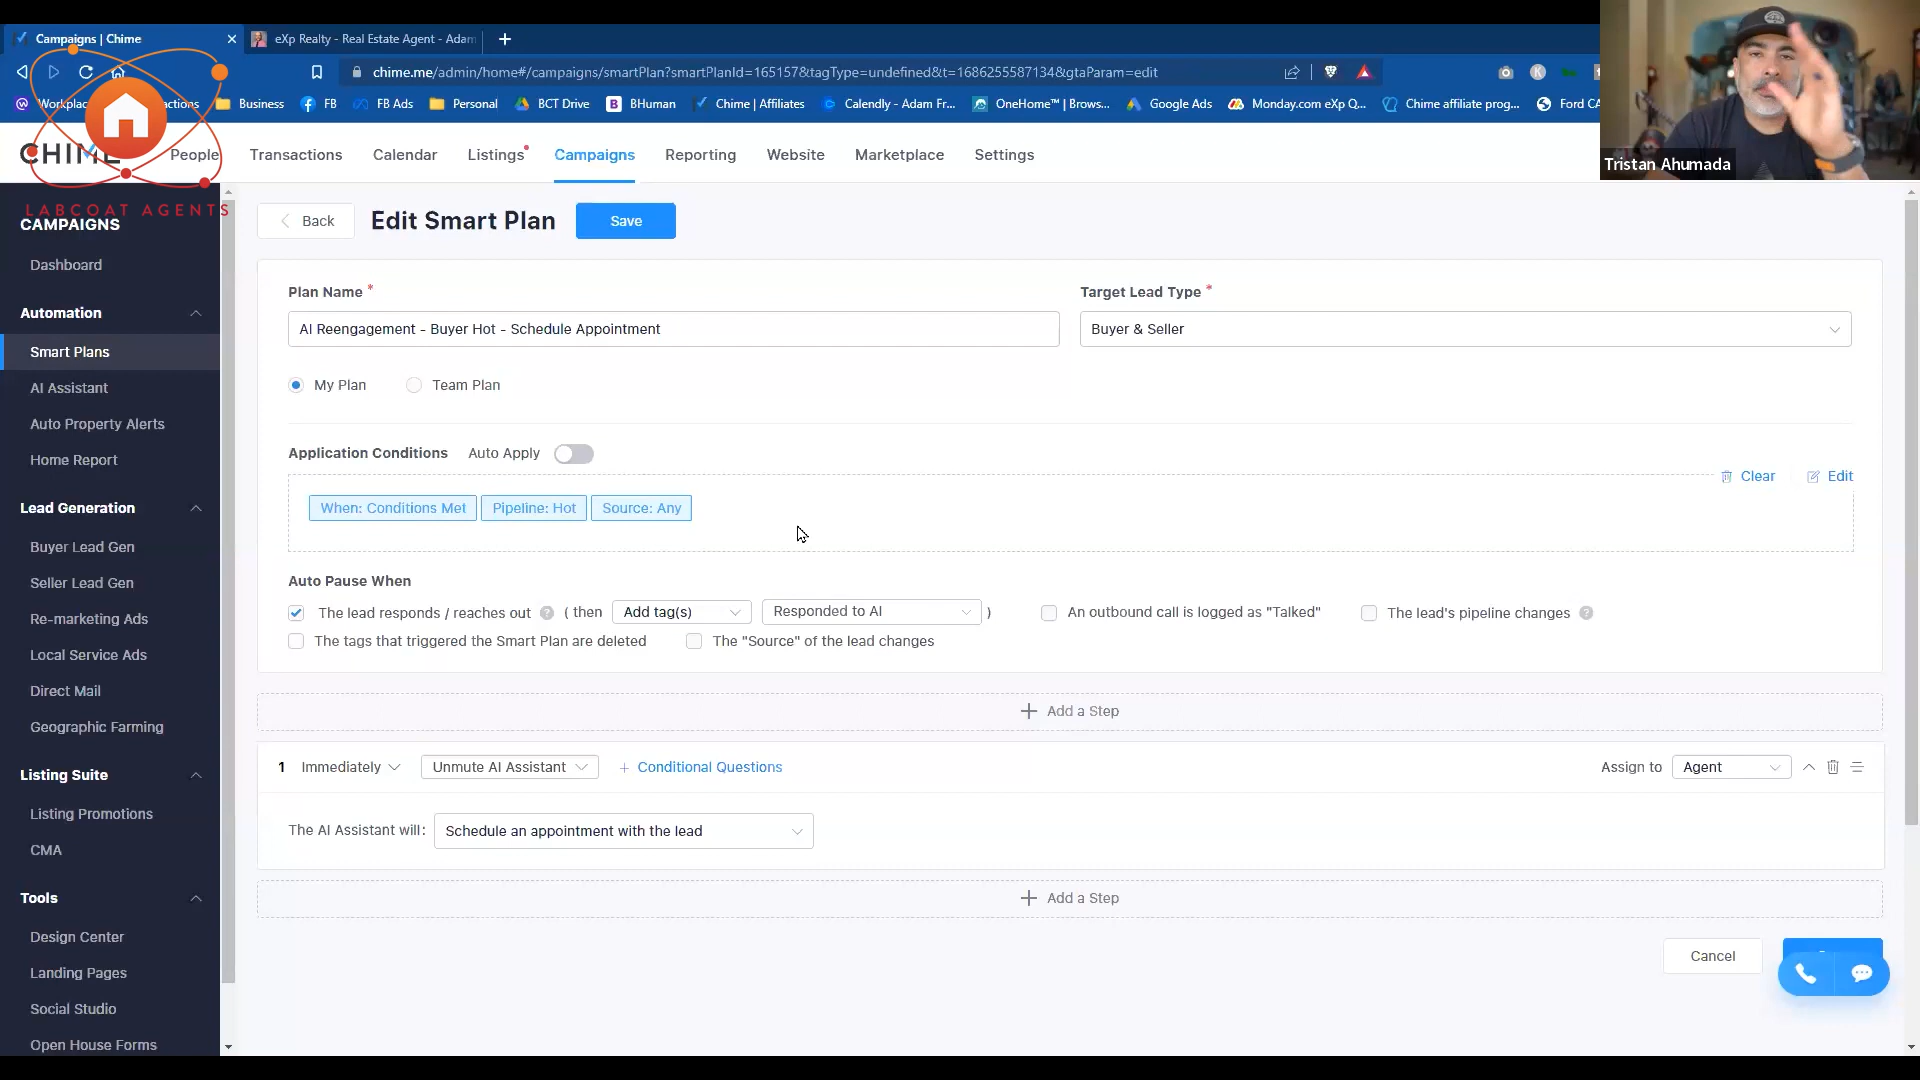 Campaigns | Chime
eXp Realty - Real Estate Agent - Adam
chime.me/admin/home#/campaigns/smartPlan?smartPlanId=165157&tagType=undefined&t=1686255587134&gtaParam=edit
Business FB FB Ads Personal BCT Drive BHuman Chime | Affiliates Calendly - Adam Fr... OneHome™ | Brows... Google Ads Monday.com eXp Q... Chime affiliate prog... Ford CA
Tristan Ahumada
CHIME People Transactions Calendar Listings Campaigns Reporting Website Marketplace Settings
LABCOAT AGENTS
CAMPAIGNS
Dashboard
Automation
Smart Plans
AI Assistant
Auto Property Alerts
Home Report
Lead Generation
Buyer Lead Gen
Seller Lead Gen
Re-marketing Ads
Local Service Ads
Direct Mail
Geographic Farming
Listing Suite
Listing Promotions
CMA
Tools
Design Center
Landing Pages
Social Studio
Open House Forms
Back Edit Smart Plan Save
Plan Name * Target Lead Type *
AI Reengagement - Buyer Hot - Schedule Appointment Buyer & Seller
My Plan Team Plan
Application Conditions Auto Apply
Clear Edit
When: Conditions Met Pipeline: Hot Source: Any
Auto Pause When
The lead responds / reaches out ? ( then Add tag(s) Responded to AI ) An outbound call is logged as "Talked" The lead's pipeline changes ?
The tags that triggered the Smart Plan are deleted The "Source" of the lead changes
+ Add a Step
1 Immediately Unmute AI Assistant + Conditional Questions Assign to Agent
The AI Assistant will: Schedule an appointment with the lead
+ Add a Step
Cancel